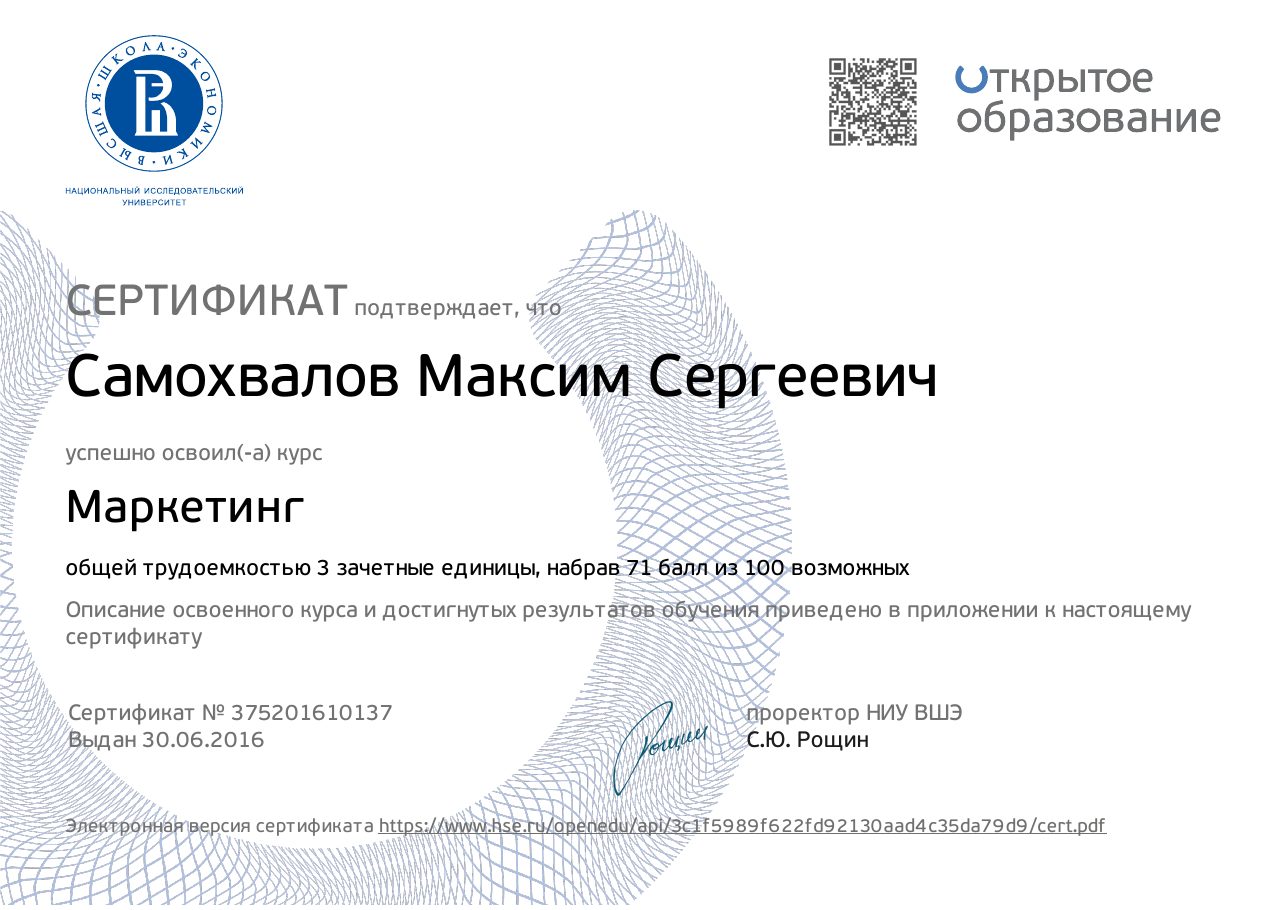 ВЫСШАЯ · ШКОЛА · ЭКОНОМИКИ ·
НАЦИОНАЛЬНЫЙ ИССЛЕДОВАТЕЛЬСКИЙ
УНИВЕРСИТЕТ
Открытое
образование
СЕРТИФИКАТ подтверждает, что
Самохвалов Максим Сергеевич
успешно освоил(-а) курс
Маркетинг
общей трудоемкостью 3 зачетные единицы, набрав 71 балл из 100 возможных
Описание освоенного курса и достигнутых результатов обучения приведено в приложении к настоящему
сертификату
Сертификат № 375201610137
Выдан 30.06.2016
Рощин
проректор НИУ ВШЭ
С.Ю. Рощин
Электронная версия сертификата https://www.hse.ru/openedu/api/3c1f5989f622fd92130aad4c35da79d9/cert.pdf